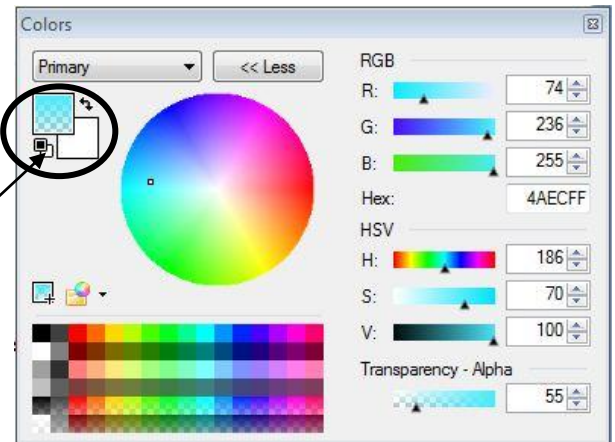 Colors
Primary
<< Less
RGB
R: 74
G: 236
B: 255
Hex: 4AECFF
HSV
H: 186
S: 70
V: 100
Transparency - Alpha
55